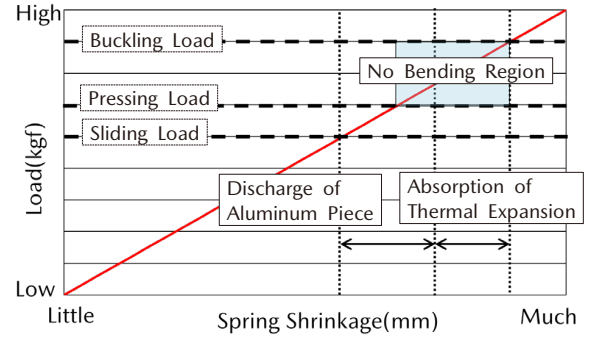 High
Buckling Load
No Bending Region
Pressing Load
Sliding Load
Load(kgf)
Discharge of
Aluminum Piece
Absorption of
Thermal Expansion
Low
Little
Spring Shrinkage(mm)
Much